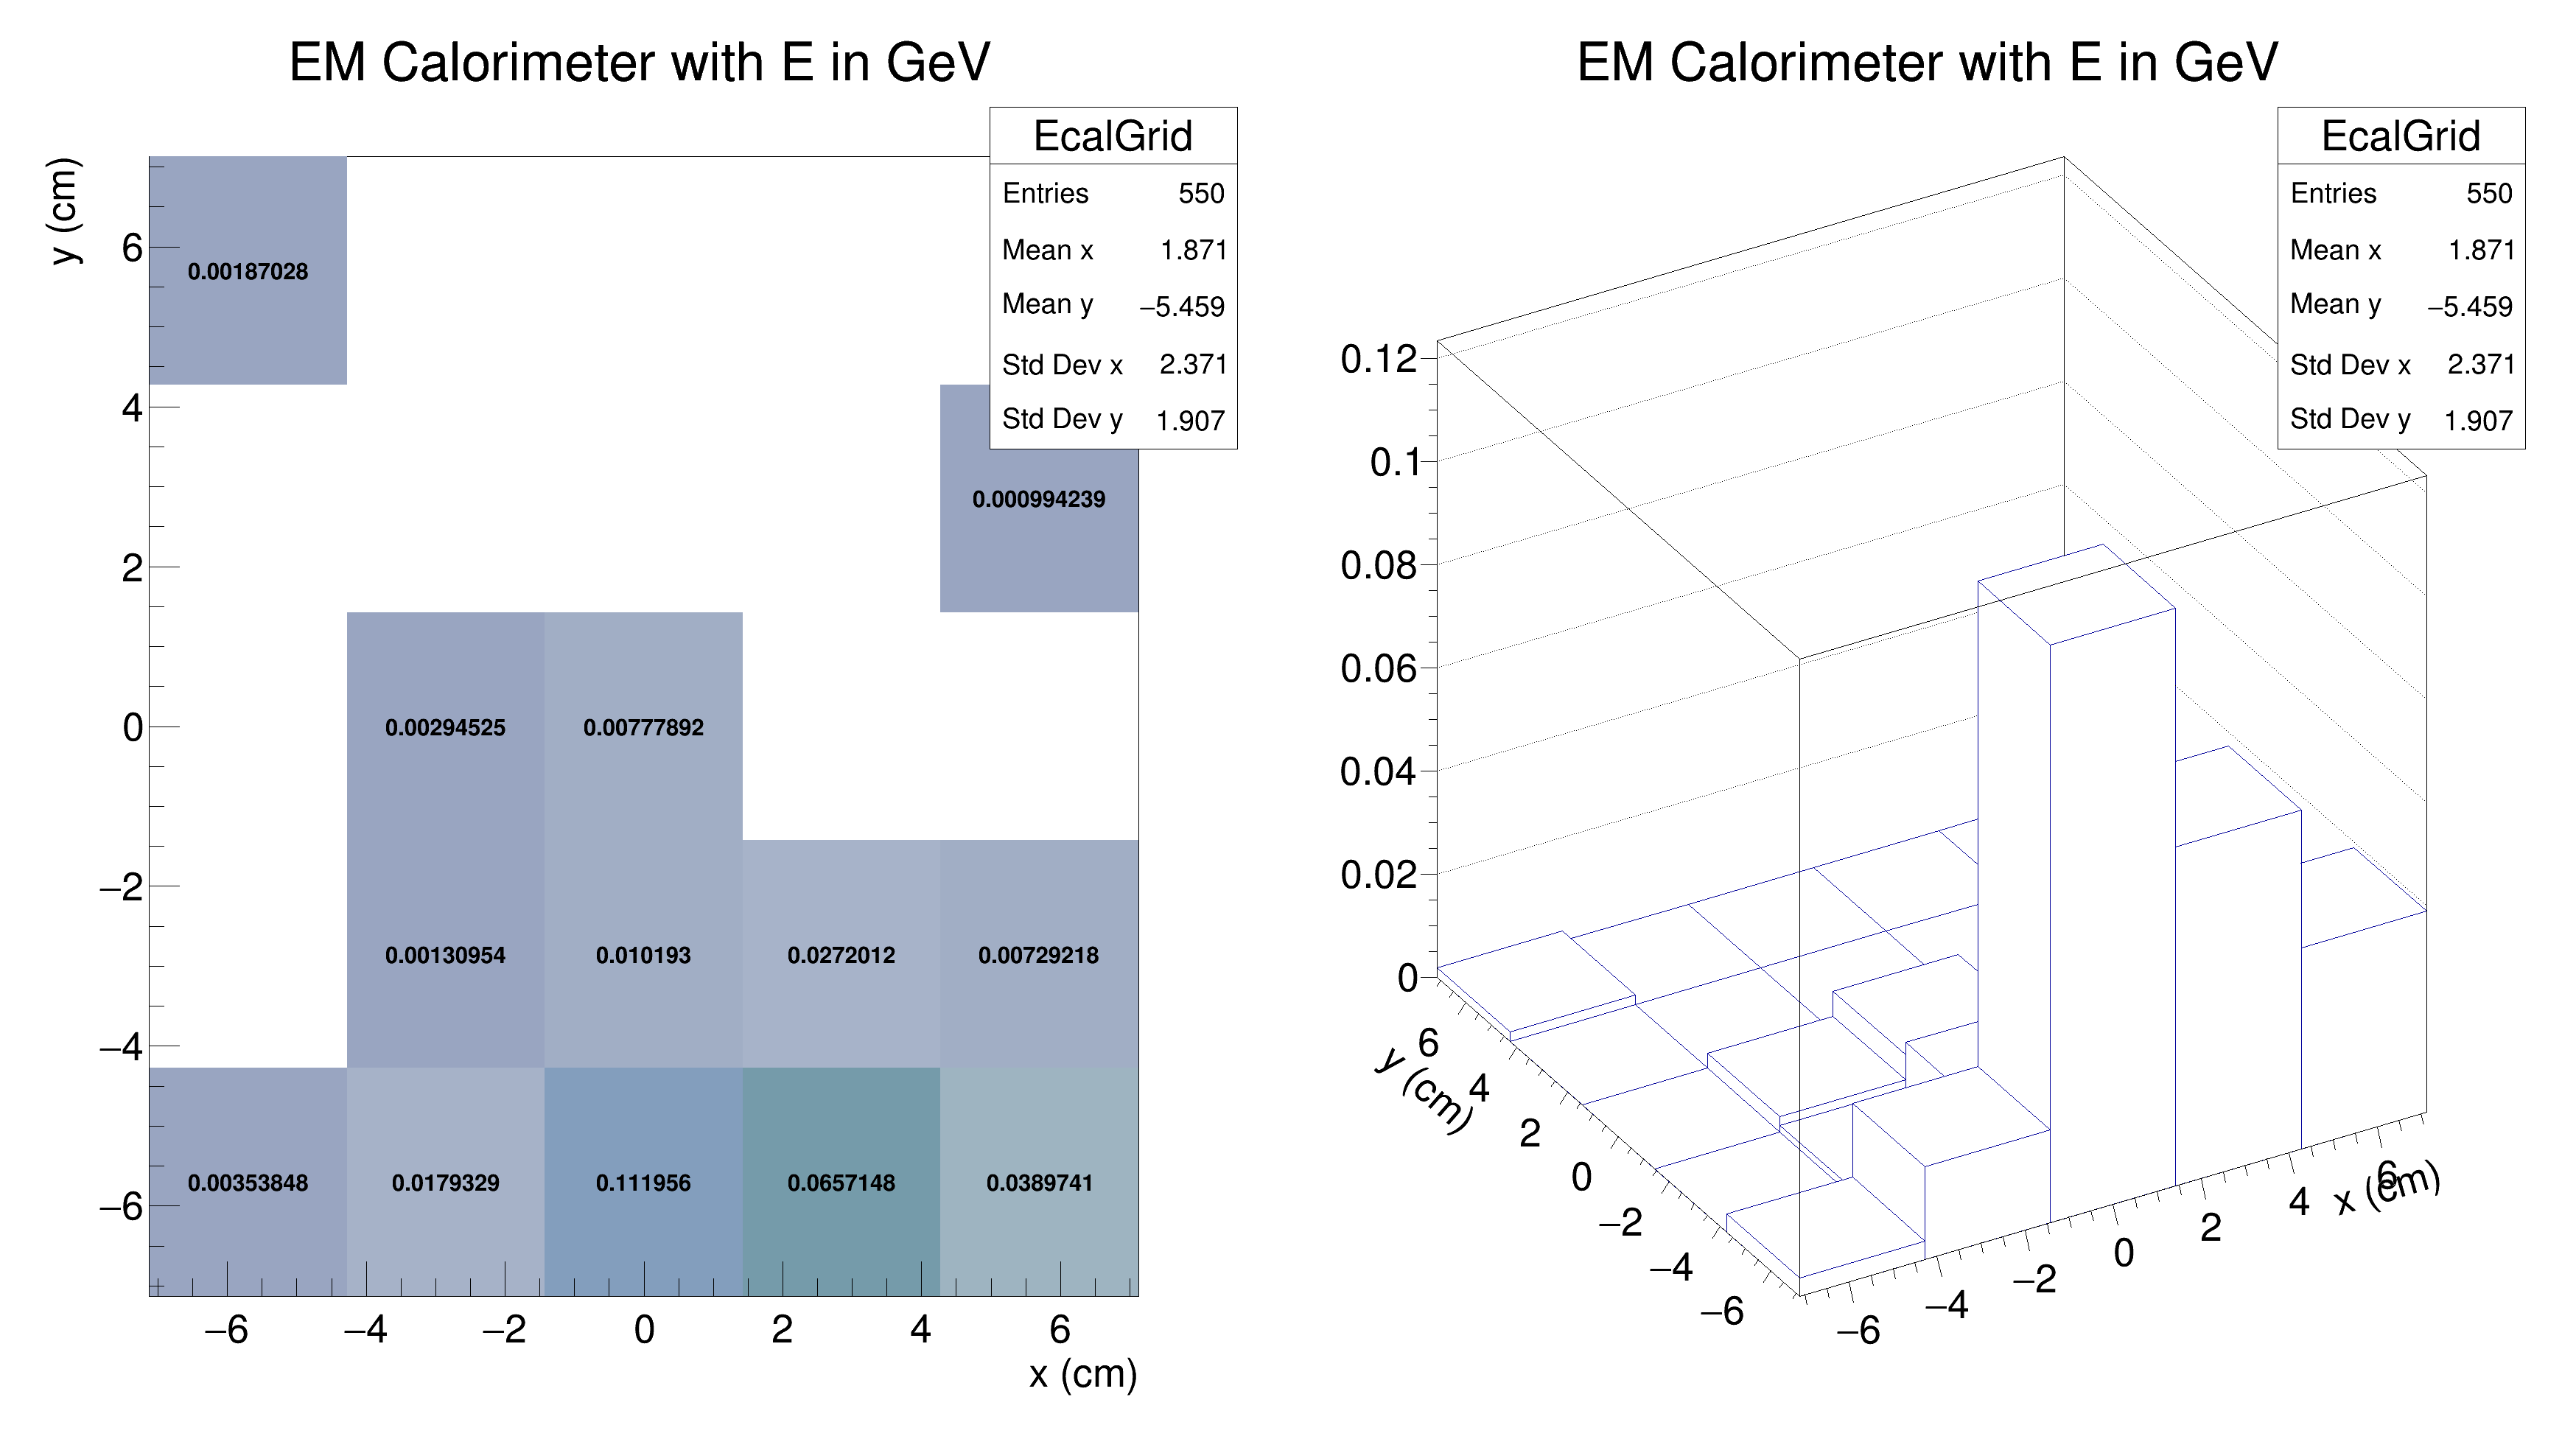 EM Calorimeter with E in GeV
EcalGrid
Entries 550
Mean x 1.871
Mean y −5.459
Std Dev x 2.371
Std Dev y 1.907
y (cm)
6
4
2
0
−2
−4
−6
0.00187028
0.000994239
0.00294525 0.00777892
0.00130954 0.010193 0.0272012 0.00729218
0.00353848 0.0179329 0.111956 0.0657148 0.0389741
−6 −4 −2 0 2 4 6
x (cm)
EM Calorimeter with E in GeV
EcalGrid
Entries 550
Mean x 1.871
Mean y −5.459
Std Dev x 2.371
Std Dev y 1.907
0.12
0.1
0.08
0.06
0.04
0.02
0
6
4
2
0
−2
−4
−6
y (cm)
−6
−4
−2
0
2
4
6
x (cm)